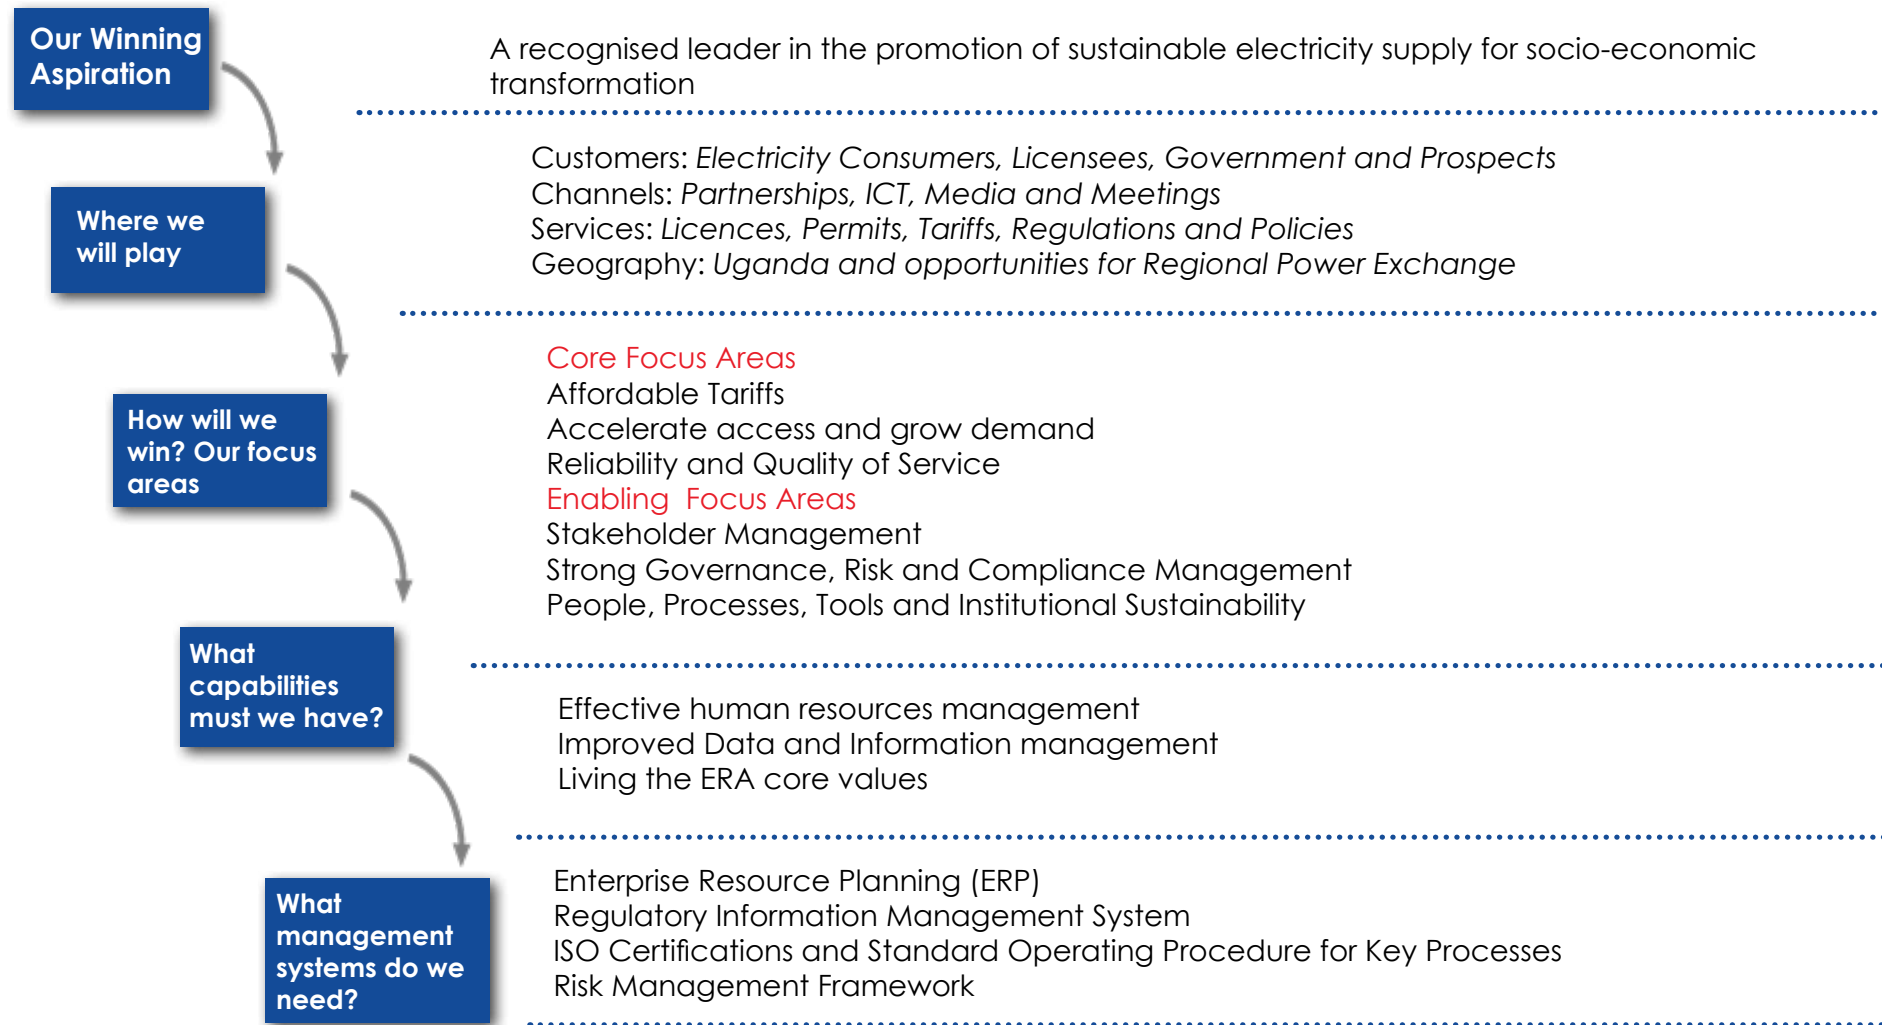 Our Winning
Aspiration
A recognised leader in the promotion of sustainable electricity supply for socio-economic
transformation
Where we
will play
Customers: Electricity Consumers, Licensees, Government and Prospects
Channels: Partnerships, ICT, Media and Meetings
Services: Licences, Permits, Tariffs, Regulations and Policies
Geography: Uganda and opportunities for Regional Power Exchange
How will we
win? Our focus
areas
Core Focus Areas
Affordable Tariffs
Accelerate access and grow demand
Reliability and Quality of Service
Enabling  Focus Areas
Stakeholder Management
Strong Governance, Risk and Compliance Management
People, Processes, Tools and Institutional Sustainability
What
capabilities
must we have?
Effective human resources management
Improved Data and Information management
Living the ERA core values
What
management
systems do we
need?
Enterprise Resource Planning (ERP)
Regulatory Information Management System
ISO Certifications and Standard Operating Procedure for Key Processes
Risk Management Framework